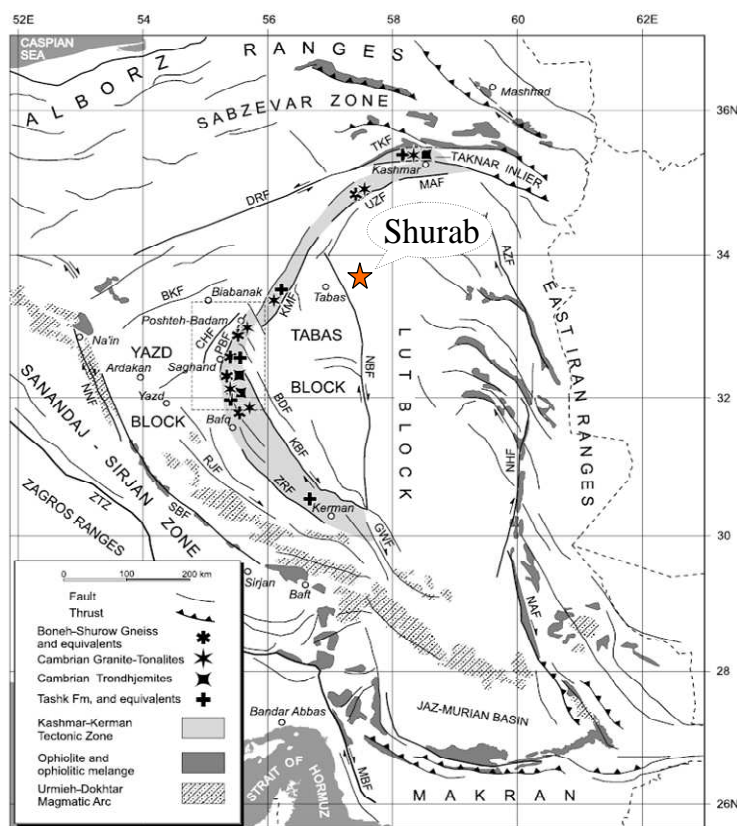 52E
54
56
58
60
62E
CASPIAN
SEA
ALBORZ
RANGES
Mashhad
36N
SABZEVAR ZONE
TKF
TAKNAR INLIER
Kashmar
MAF
UZF
DRF
Shurab
AZF
34
Biabanak
BKF
Tabas
KMF
Poshteh-Badam
CHF
PBF
Na'in
YAZD
TABAS
Saghand
Ardakan
NNF
Yazd
BLOCK
BLOCK
BDF
NBF
LUT BLOCK
EAST IRAN RANGES
32
Bafq
KBF
RJF
ZRF
NHF
SANANDAJ - SIRJAN ZONE
SBF
ZTZ
ZAGROS RANGES
Kerman
GWF
30
0 100 200 km
Fault
Thrust
Boneh-Shurow Gneiss
and equivalents
Cambrian Granite-Tonalites
Cambrian Trondhjemites
Tashk Fm, and equivalents
Kashmar-Kerman
Tectonic Zone
Ophiolite and
ophiolitic melange
Urmieh-Dokhtar
Magmatic Arc
Sirjan
Baft
NAF
28
JAZ-MURIAN BASIN
Bandar Abbas
STRAIT OF
HORMUZ
MBF
MAKRAN
26N